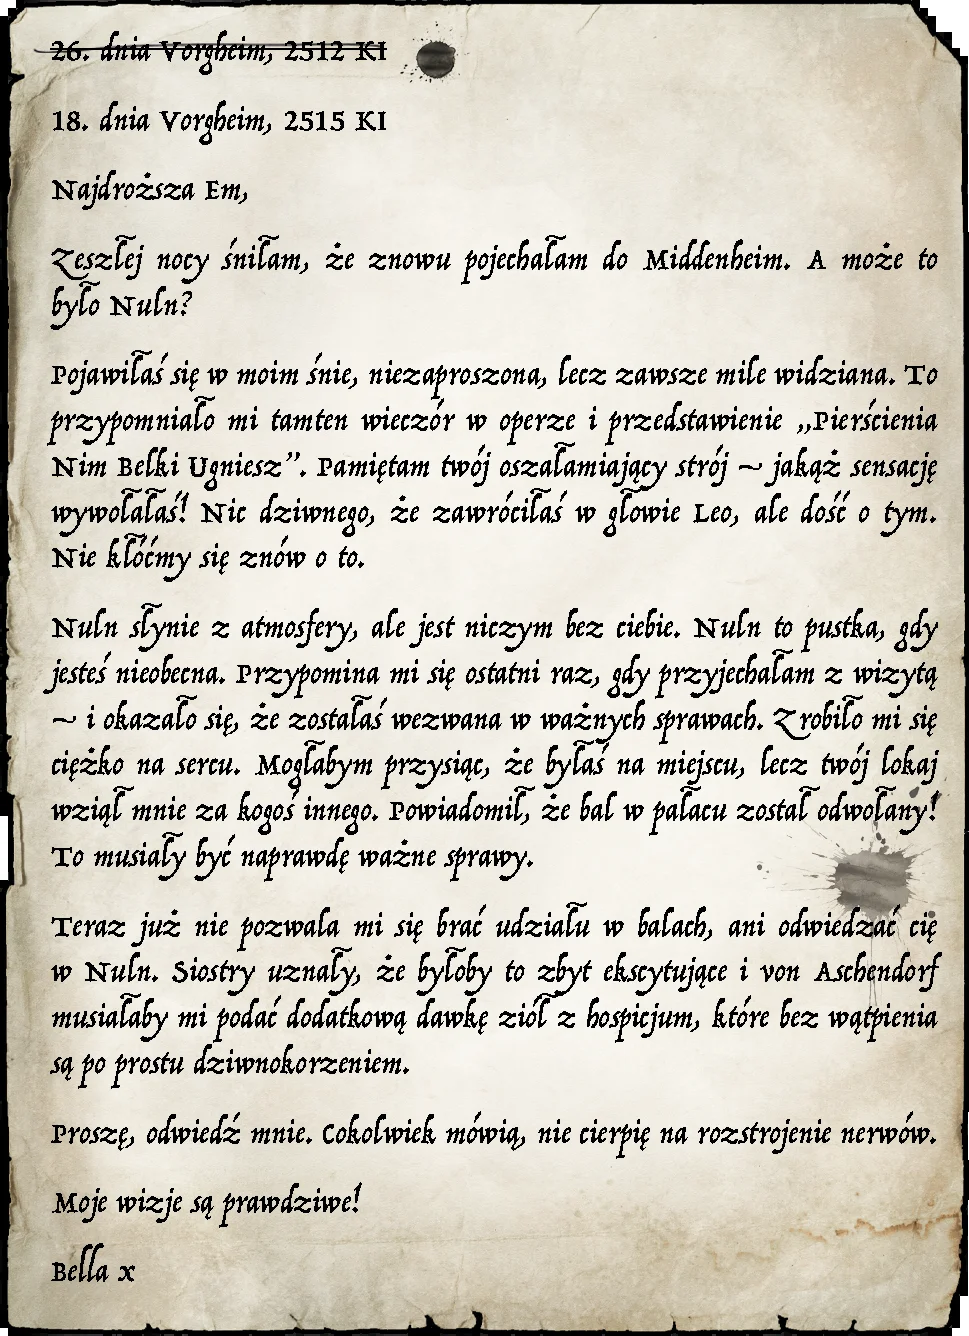 26. dnia Vorgheim, 2512 KI
18. dnia Vorgheim, 2515 KI
Najdroższa Em,
Zeszłej nocy śniłam, że znowu pojechałam do Middenheim. A może to
było Nuln?
Pojawiłaś się w moim śnie, niezaproszona, lecz zawsze mile widziana. To
przypomniało mi tamten wieczór w operze i przedstawienie „Pierścienia
Nim Belki Ugniesz”. Pamiętam twój oszałamiający strój ~ jakąż sensację
wywołałaś! Nic dziwnego, że zawróciłaś w głowie Leo, ale dość o tym.
Nie kłóćmy się znów o to.
Nuln słynie z atmosfery, ale jest niczym bez ciebie. Nuln to pustka, gdy
jesteś nieobecna. Przypomina mi się ostatni raz, gdy przyjechałam z wizytą
~ i okazało się, że zostałaś wezwana w ważnych sprawach. Zrobiło mi się
ciężko na sercu. Mogłabym przysiąc, że byłaś na miejscu, lecz twój lokaj
wziął mnie za kogoś innego. Powiadomił, że bal w pałacu został odwołany!
To musiały być naprawdę ważne sprawy.
Teraz już nie pozwala mi się brać udziału w balach, ani odwiedzać cię
w Nuln. Siostry uznały, że byłoby to zbyt ekscytujące i von Aschendorf
musiałaby mi podać dodatkową dawkę ziół z hospicjum, które bez wątpienia
są po prostu dziwnokorzeniem.
Proszę, odwiedź mnie. Cokolwiek mówią, nie cierpię na rozstrojenie nerwów.
Moje wizje są prawdziwe!
Bella x